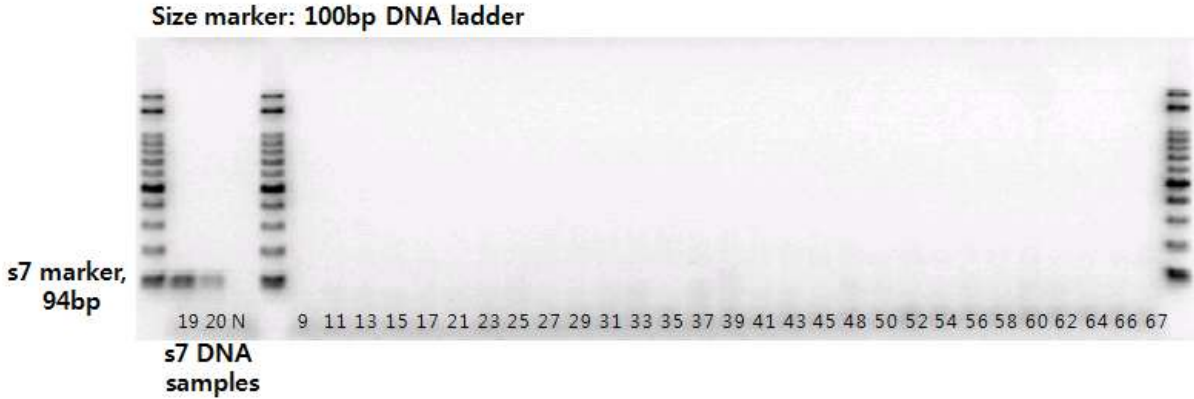 Size marker: 100bp DNA ladder
s7 marker,
94bp
19 20 N 9 11 13 15 17 21 23 25 27 29 31 33 35 37 39 41 43 45 48 50 52 54 56 58 60 62 64 66 67
s7 DNA
samples